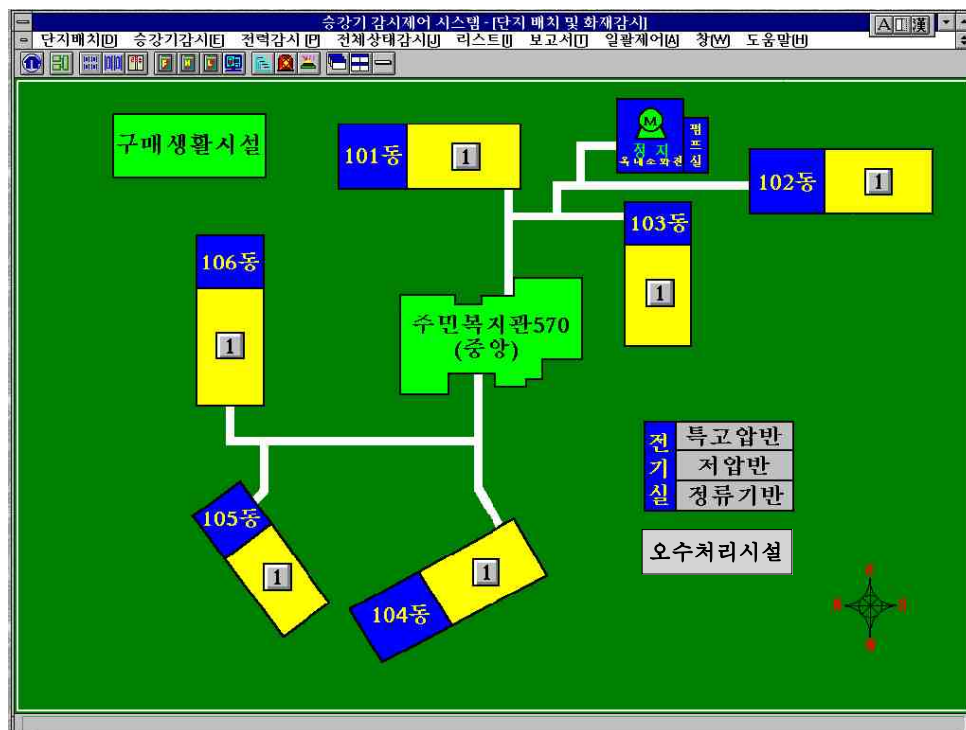 승강기 감시제어 시스템 - [단지 배치 및 화재감시]
A 漢
단지배치[D] 승강기감시[E] 전력감시 [P] 전체상태감시[J] 리스트[I] 보고서[T] 일괄제어[A] 창[W] 도움말[H]
구매생활시설
101동
1
M
정지
옥내소화전
펌프실
102동
1
103동
1
106동
1
주민복지관570
(중앙)
전기실
특고압반
저압반
정류기반
오수처리시설
105동
1
104동
1